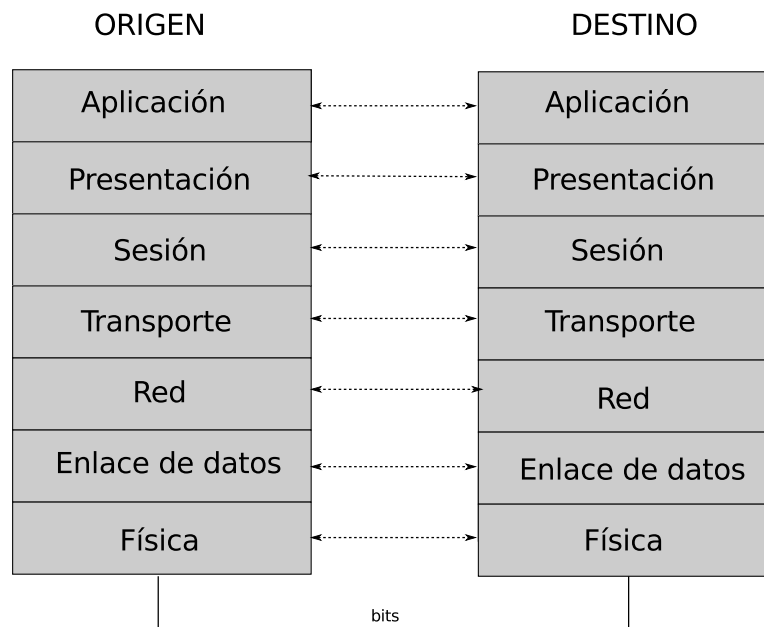 ORIGEN DESTINO
Aplicación Aplicación
Presentación Presentación
Sesión Sesión
Transporte Transporte
Red Red
Enlace de datos Enlace de datos
Física Física
bits